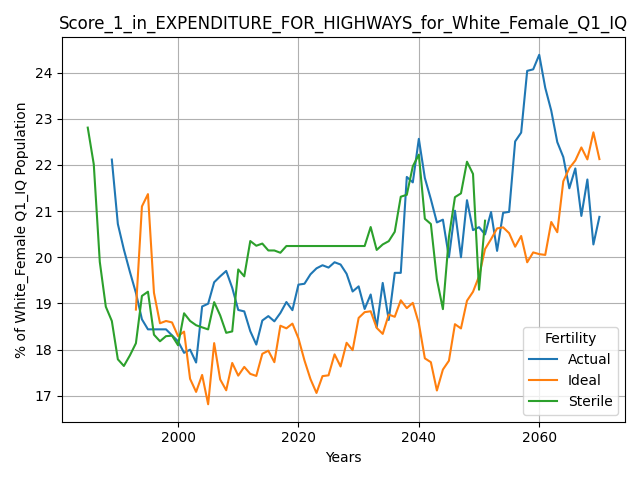 Score_1_in_EXPENDITURE_FOR_HIGHWAYS_for_White_Female_Q1_IQ
% of White_Female Q1_IQ Population
24
23
22
21
20
19
18
17
2000
2020
2040
2060
Years
Fertility
Actual
Ideal
Sterile